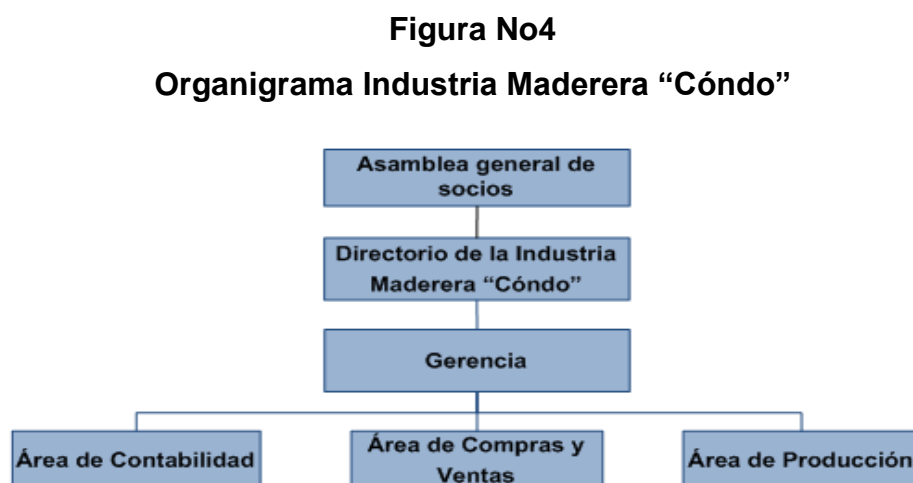 Figura No4
Organigrama Industria Maderera “Cóndo”
Asamblea general de
socios
Directorio de la Industria
Maderera “Cóndo”
Gerencia
Área de Contabilidad
Área de Compras y
Ventas
Área de Producción